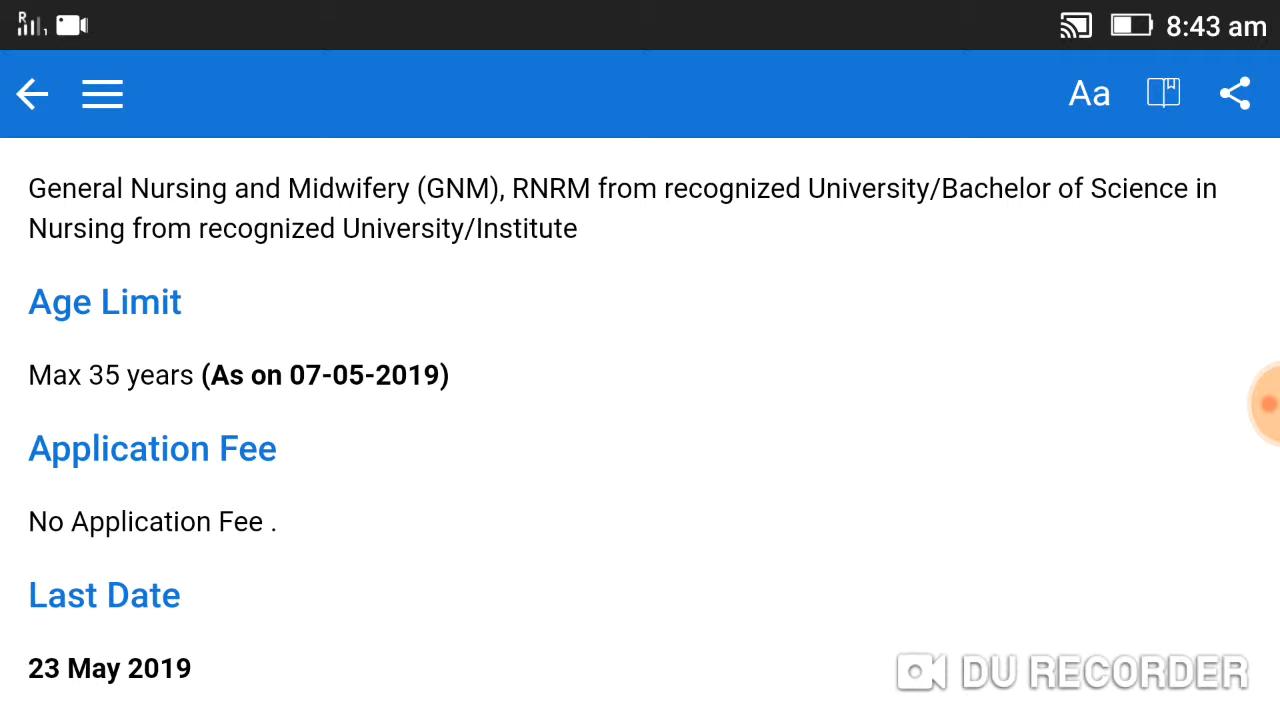 R 1 8:43 am
Aa
General Nursing and Midwifery (GNM), RNRM from recognized University/Bachelor of Science in
Nursing from recognized University/Institute
Age Limit
Max 35 years (As on 07-05-2019)
Application Fee
No Application Fee .
Last Date
23 May 2019
DU RECORDER